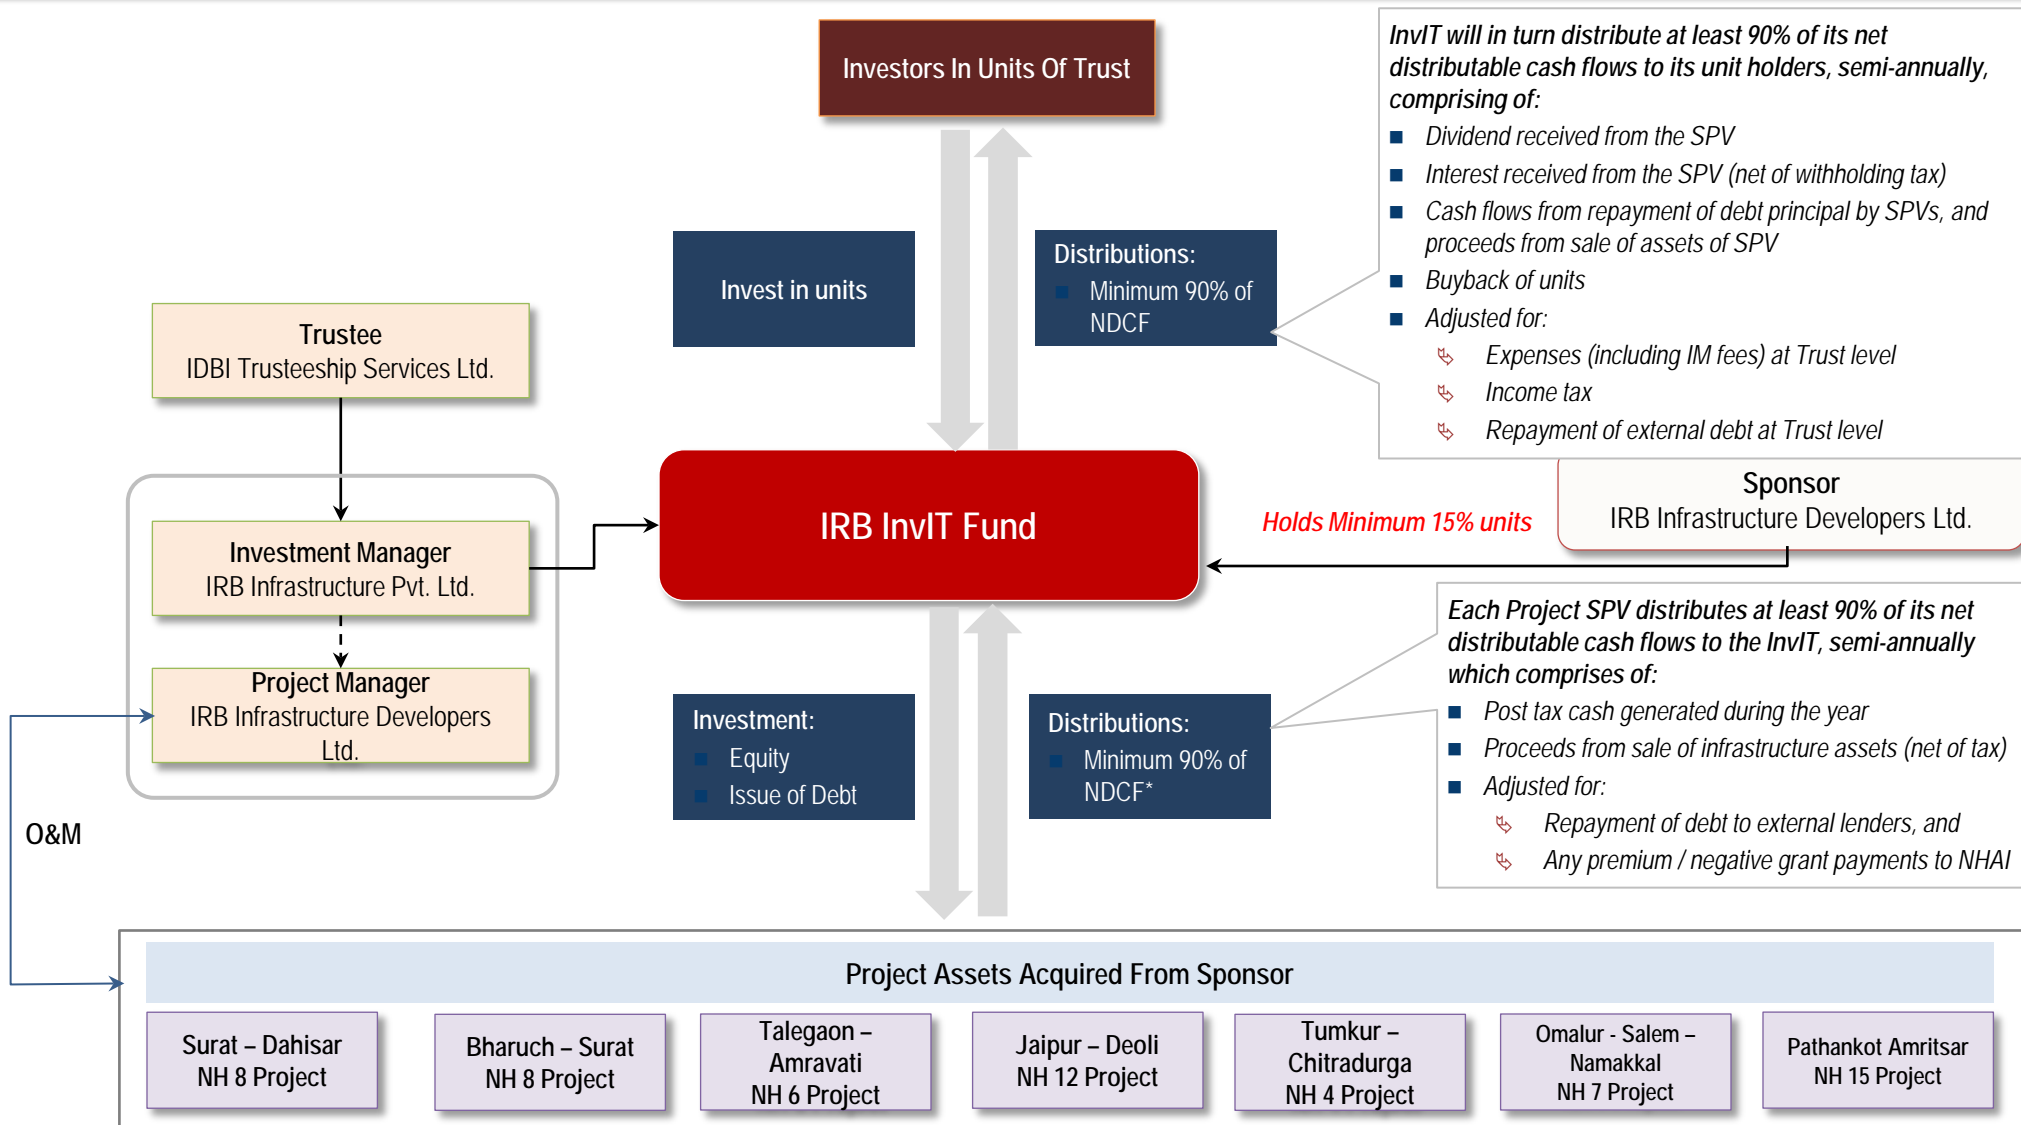 Investors In Units Of Trust
InvIT will in turn distribute at least 90% of its net
distributable cash flows to its unit holders, semi-annually,
comprising of:
Dividend received from the SPV
Interest received from the SPV (net of withholding tax)
Cash flows from repayment of debt principal by SPVs, and
proceeds from sale of assets of SPV
Buyback of units
Adjusted for:
Expenses (including IM fees) at Trust level
Income tax
Repayment of external debt at Trust level
Invest in units
Distributions:
Minimum 90% of
NDCF
Trustee
IDBI Trusteeship Services Ltd.
Investment Manager
IRB Infrastructure Pvt. Ltd.
Project Manager
IRB Infrastructure Developers
Ltd.
IRB InvIT Fund
Holds Minimum 15% units
Sponsor
IRB Infrastructure Developers Ltd.
Investment:
Equity
Issue of Debt
Distributions:
Minimum 90% of
NDCF*
Each Project SPV distributes at least 90% of its net
distributable cash flows to the InvIT, semi-annually
which comprises of:
Post tax cash generated during the year
Proceeds from sale of infrastructure assets (net of tax)
Adjusted for:
Repayment of debt to external lenders, and
Any premium / negative grant payments to NHAI
O&M
Project Assets Acquired From Sponsor
Surat – Dahisar
NH 8 Project
Bharuch – Surat
NH 8 Project
Talegaon –
Amravati
NH 6 Project
Jaipur – Deoli
NH 12 Project
Tumkur –
Chitradurga
NH 4 Project
Omalur - Salem –
Namakkal
NH 7 Project
Pathankot Amritsar
NH 15 Project